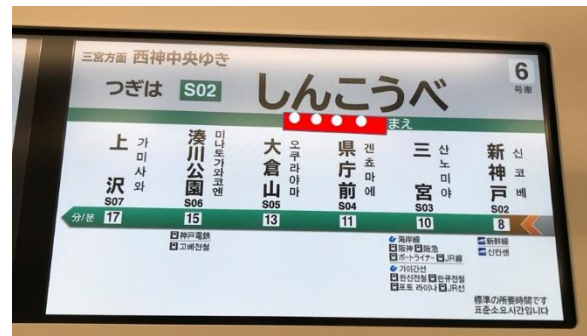 三宮方面 西神中央ゆき
6
号車
つぎは S02 しんこうべ
まえ
上沢 가미사와
湊川公園 미나토가와코엔
大倉山 오쿠라야마
県庁前 겐쵸마에
三宮 산노미야
新神戸 신코베
S07 S06 S05 S04 S03 S02
分/분 17 15 13 11 10 8
神戸電鉄
고베전철
海岸線
阪神 阪急
ポートライナー JR線
가이간선
한신전철 한큐전철
포토 라이나 JR선
新幹線
신칸센
標準の所要時間です
표준소요시간입니다